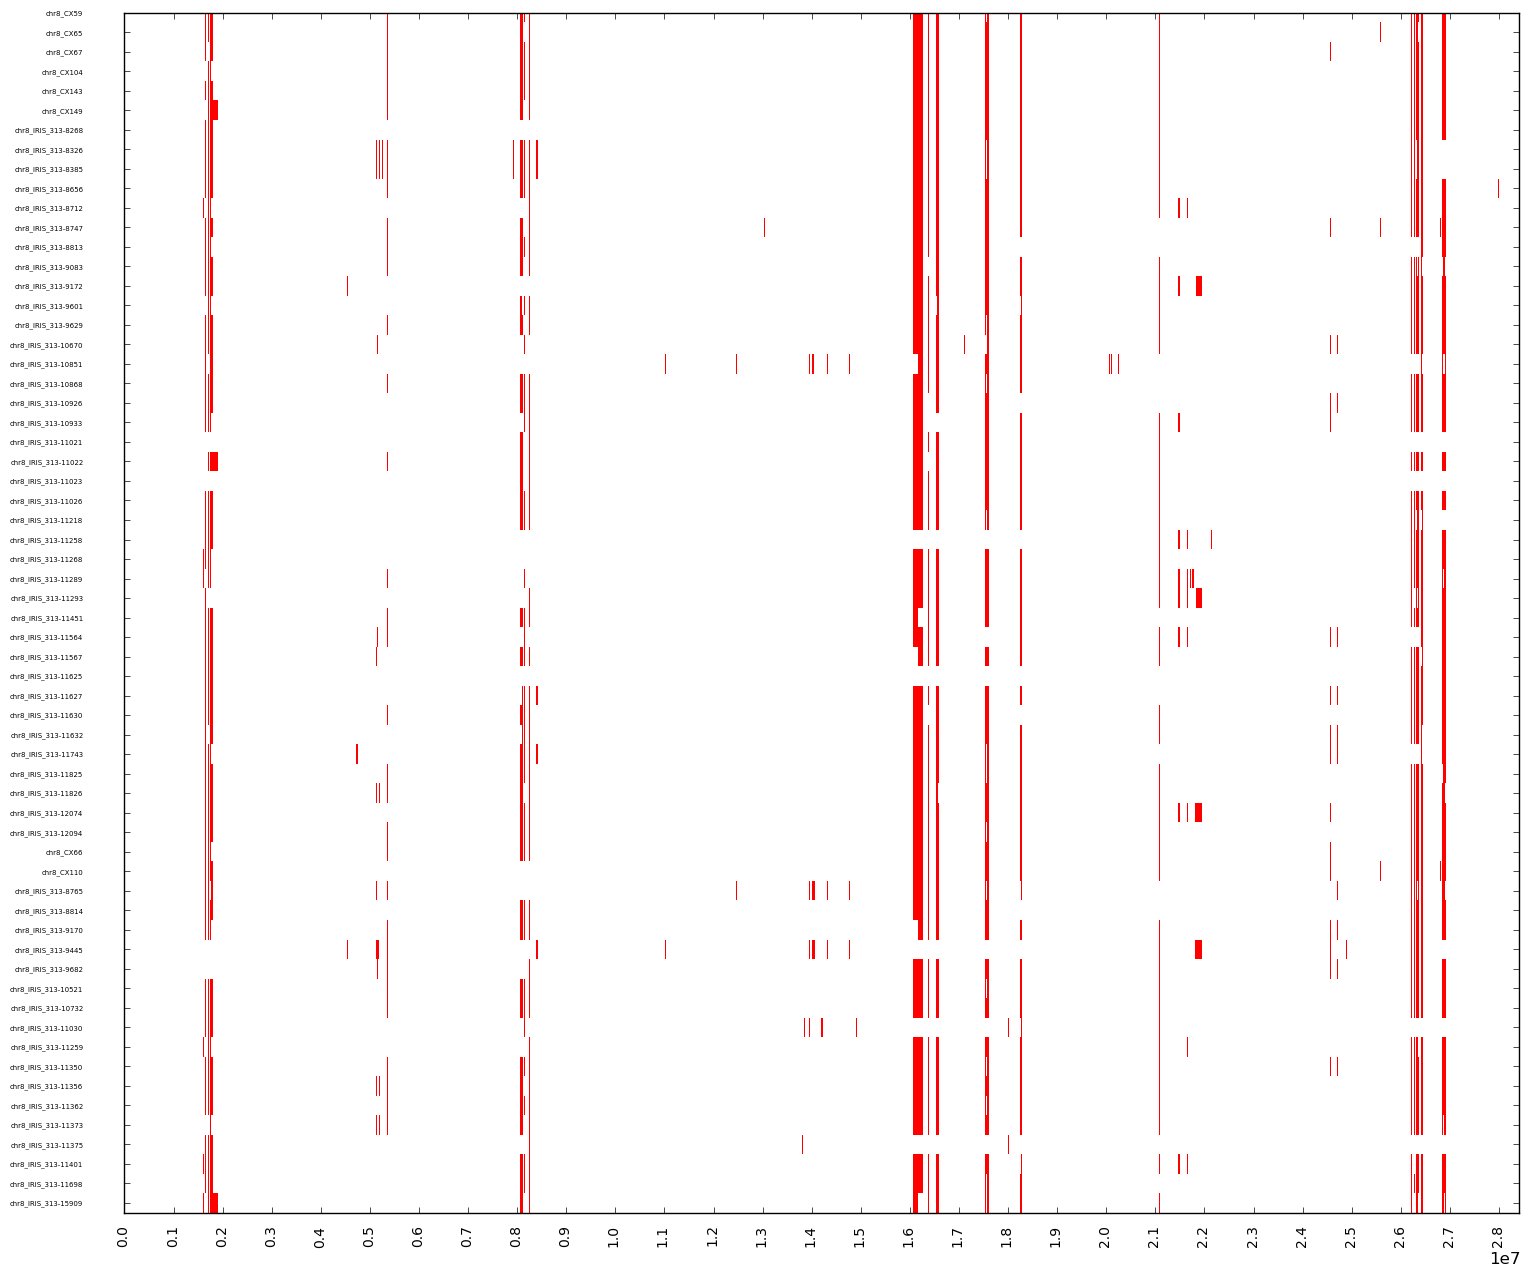 chr8_CX59
chr8_CX65
chr8_CX67
chr8_CX104
chr8_CX143
chr8_CX149
chr8_IRIS_313-8268
chr8_IRIS_313-8326
chr8_IRIS_313-8385
chr8_IRIS_313-8656
chr8_IRIS_313-8712
chr8_IRIS_313-8747
chr8_IRIS_313-8813
chr8_IRIS_313-9083
chr8_IRIS_313-9172
chr8_IRIS_313-9601
chr8_IRIS_313-9629
chr8_IRIS_313-10670
chr8_IRIS_313-10851
chr8_IRIS_313-10868
chr8_IRIS_313-10926
chr8_IRIS_313-10933
chr8_IRIS_313-11021
chr8_IRIS_313-11022
chr8_IRIS_313-11023
chr8_IRIS_313-11026
chr8_IRIS_313-11218
chr8_IRIS_313-11258
chr8_IRIS_313-11268
chr8_IRIS_313-11289
chr8_IRIS_313-11293
chr8_IRIS_313-11451
chr8_IRIS_313-11564
chr8_IRIS_313-11567
chr8_IRIS_313-11625
chr8_IRIS_313-11627
chr8_IRIS_313-11630
chr8_IRIS_313-11632
chr8_IRIS_313-11743
chr8_IRIS_313-11825
chr8_IRIS_313-11826
chr8_IRIS_313-12074
chr8_IRIS_313-12094
chr8_CX66
chr8_CX110
chr8_IRIS_313-8765
chr8_IRIS_313-8814
chr8_IRIS_313-9170
chr8_IRIS_313-9445
chr8_IRIS_313-9682
chr8_IRIS_313-10521
chr8_IRIS_313-10732
chr8_IRIS_313-11030
chr8_IRIS_313-11259
chr8_IRIS_313-11350
chr8_IRIS_313-11356
chr8_IRIS_313-11362
chr8_IRIS_313-11373
chr8_IRIS_313-11375
chr8_IRIS_313-11401
chr8_IRIS_313-11698
chr8_IRIS_313-15909
0.0 0.1 0.2 0.3 0.4 0.5 0.6 0.7 0.8 0.9 1.0 1.1 1.2 1.3 1.4 1.5 1.6 1.7 1.8 1.9 2.0 2.1 2.2 2.3 2.4 2.5 2.6 2.7 2.8
1e7